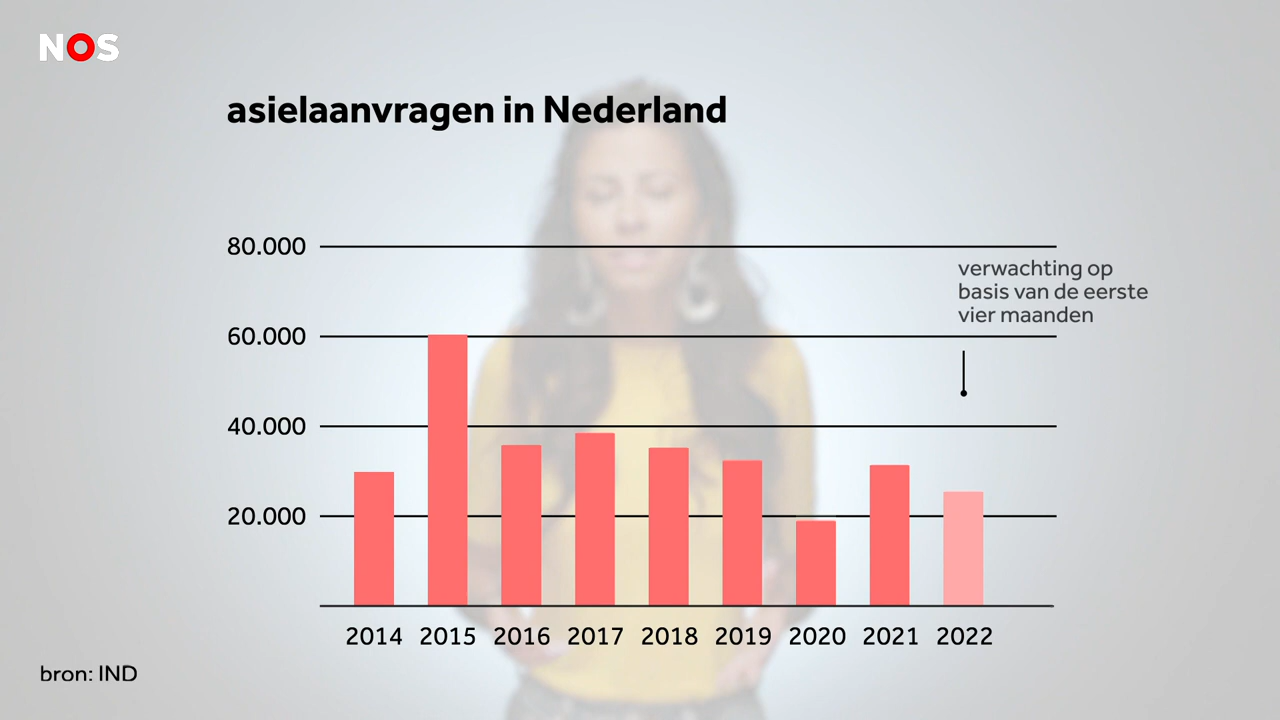 NOS
asielaanvragen in Nederland
80.000
verwachting op
basis van de eerste
vier maanden
60.000
40.000
20.000
2014 2015 2016 2017 2018 2019 2020 2021 2022
bron: IND